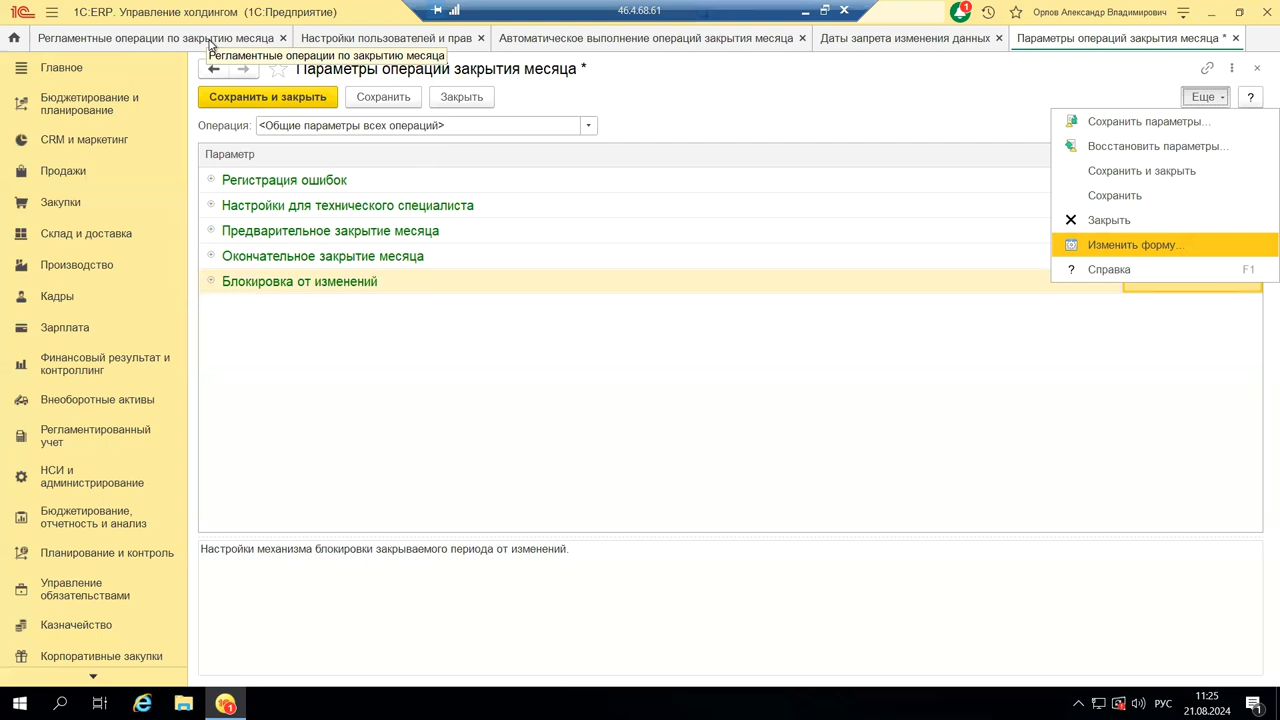 1С:ERP. Управление холдингом (1С:Предприятие)
46.4.68.61
1
Орлов Александр Владимирович
Регламентные операции по закрытию месяца
Настройки пользователей и прав
Автоматическое выполнение операций закрытия месяца
Даты запрета изменения данных
Параметры операций закрытия месяца *
Регламентные операции по закрытию месяца
Параметры операций закрытия месяца *
Сохранить и закрыть
Сохранить
Закрыть
Еще
?
Операция:
<Общие параметры всех операций>
Параметр
Регистрация ошибок
Настройки для технического специалиста
Предварительное закрытие месяца
Окончательное закрытие месяца
Блокировка от изменений
Сохранить параметры...
Восстановить параметры...
Сохранить и закрыть
Сохранить
Закрыть
Изменить форму...
? Справка F1
Настройки механизма блокировки закрываемого периода от изменений.
Главное
Бюджетирование и
планирование
CRM и маркетинг
Продажи
Закупки
Склад и доставка
Производство
Кадры
Зарплата
Финансовый результат и
контроллинг
Внеоборотные активы
Регламентированный
учет
НСИ и
администрирование
Бюджетирование,
отчетность и анализ
Планирование и контроль
Управление
обязательствами
Казначейство
Корпоративные закупки
1
РУС
11:25
21.08.2024
1